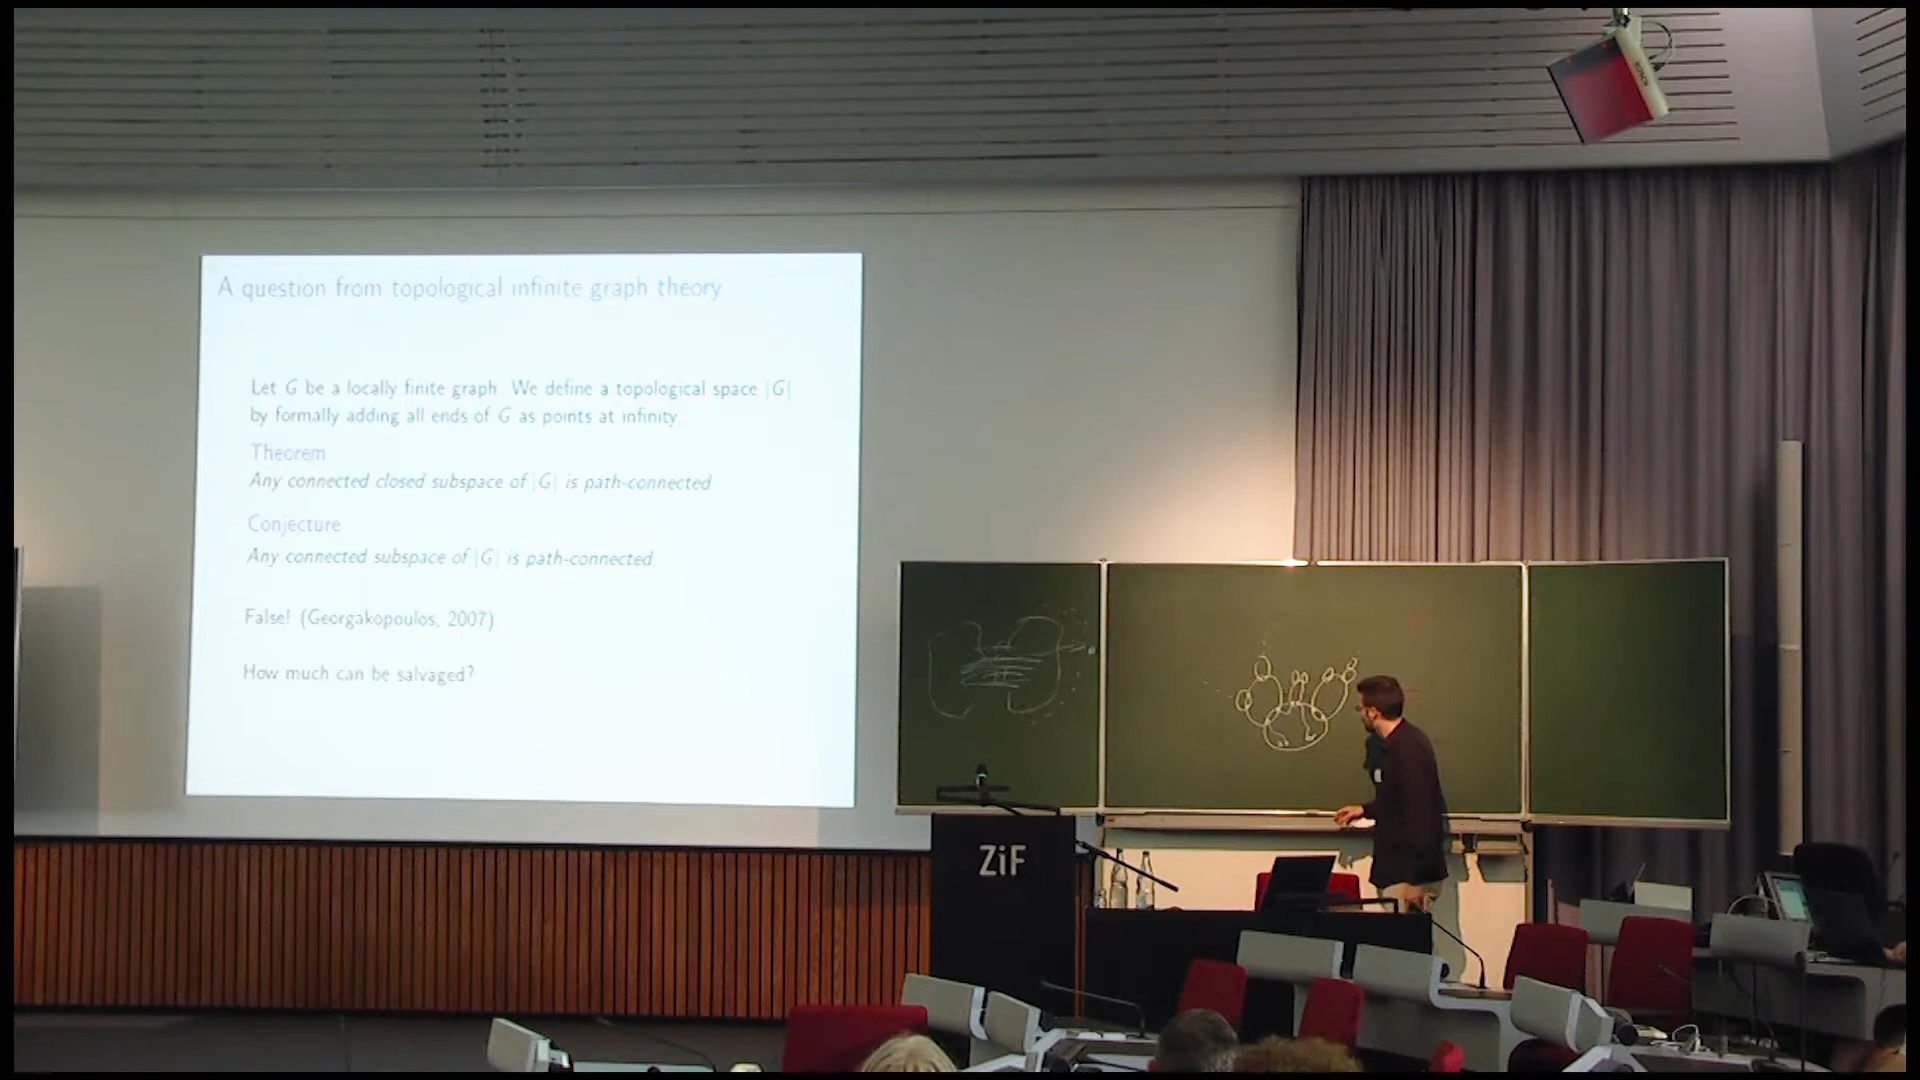 A question from topological infinite graph theory
Let G be a locally finite graph. We define a topological space |G|
by formally adding all ends of G as points at infinity.
Theorem
Any connected closed subspace of |G| is path-connected
Conjecture
Any connected subspace of |G| is path-connected.
False! (Georgakopoulos, 2007)
How much can be salvaged?
ZiF